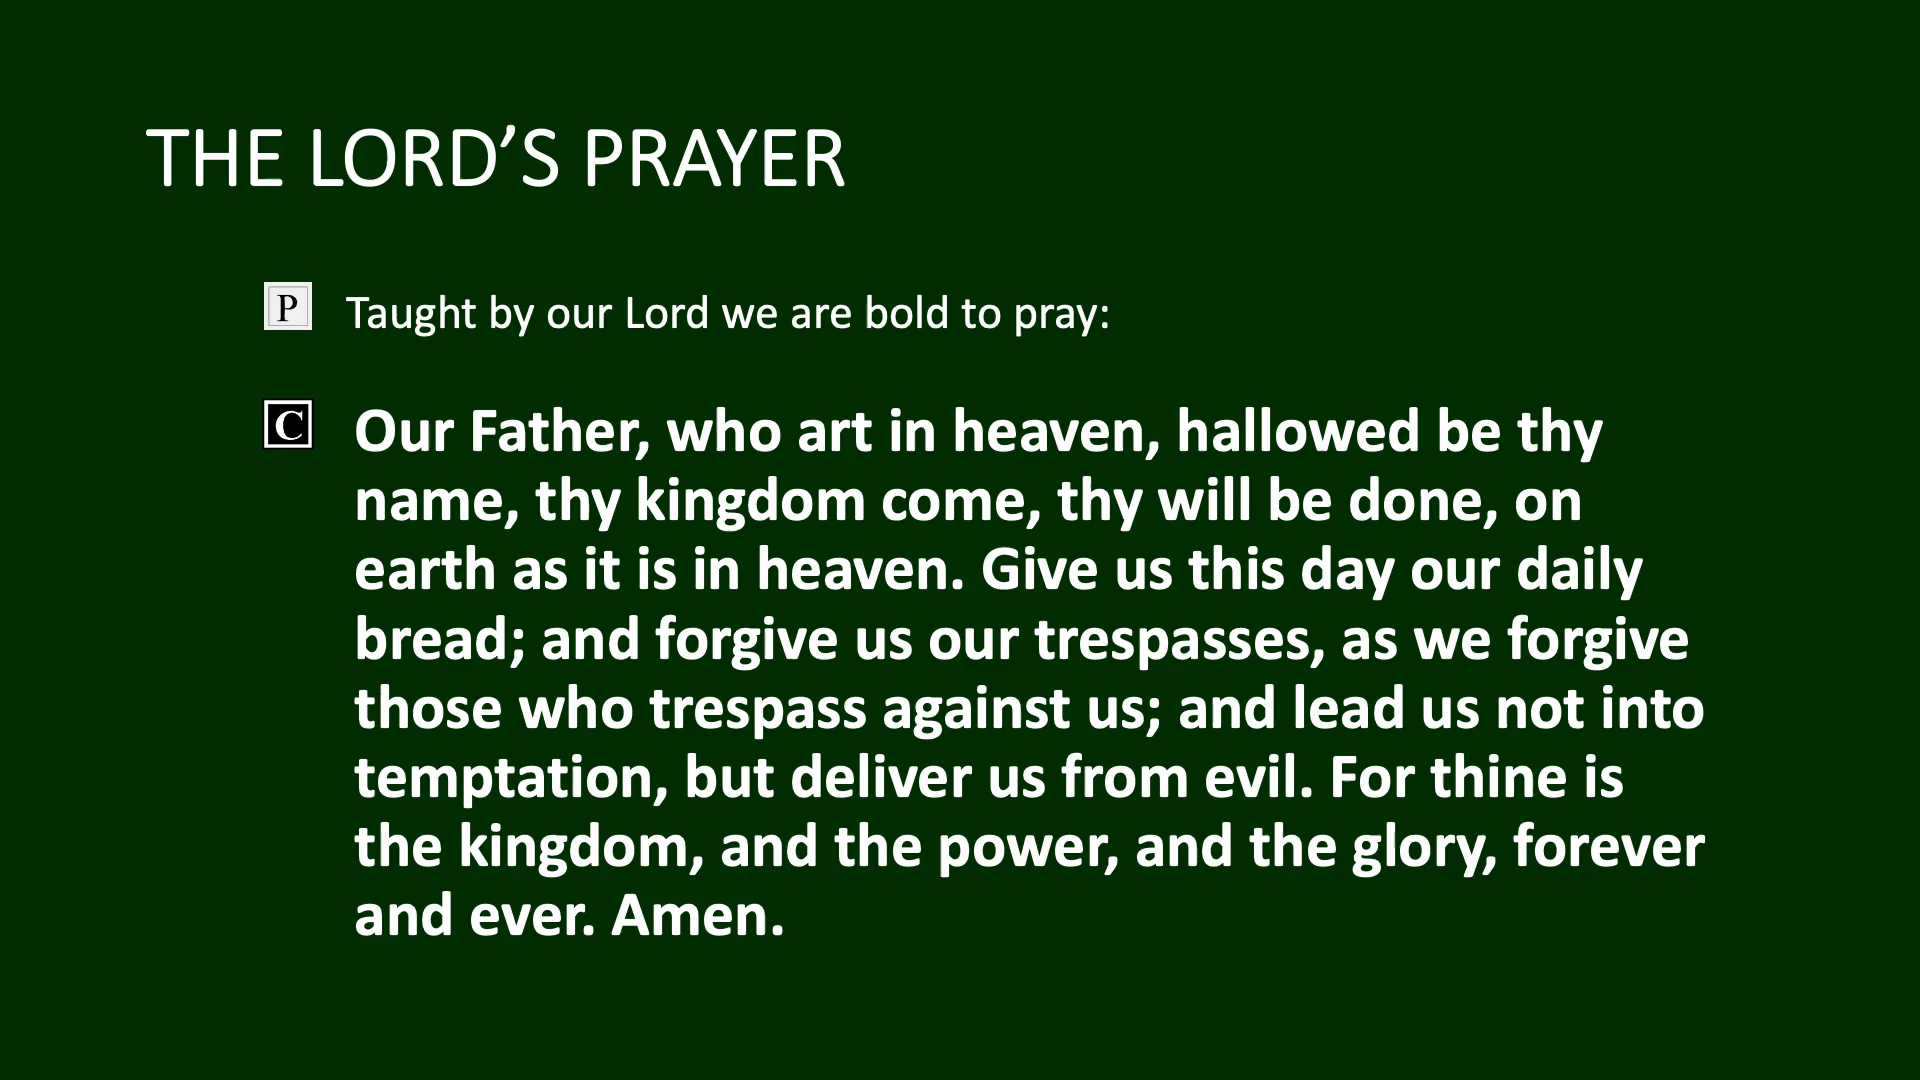 THE LORD’S PRAYER
P Taught by our Lord we are bold to pray:
C Our Father, who art in heaven, hallowed be thy
name, thy kingdom come, thy will be done, on
earth as it is in heaven. Give us this day our daily
bread; and forgive us our trespasses, as we forgive
those who trespass against us; and lead us not into
temptation, but deliver us from evil. For thine is
the kingdom, and the power, and the glory, forever
and ever. Amen.